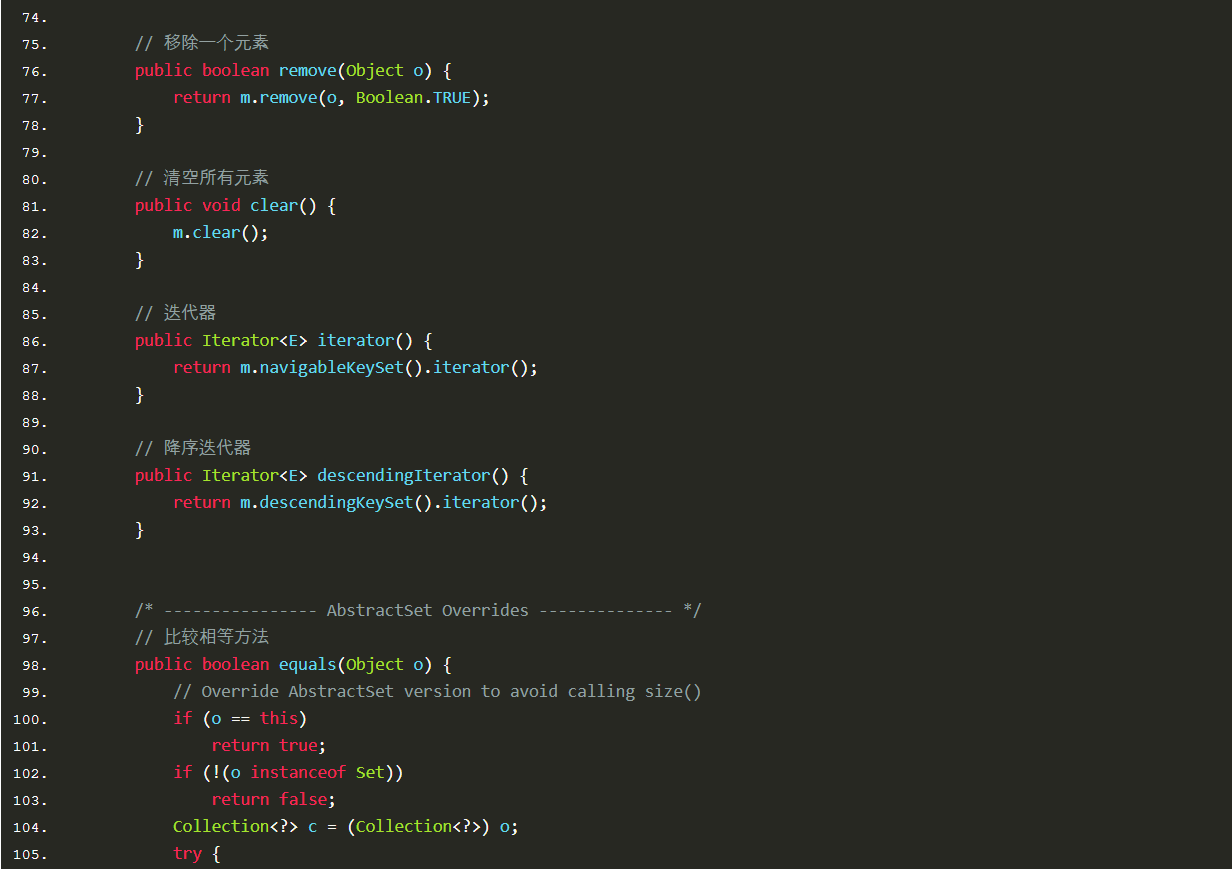 74.
75.         // 移除一个元素
76.         public boolean remove(Object o) {
77.             return m.remove(o, Boolean.TRUE);
78.         }
79.
80.         // 清空所有元素
81.         public void clear() {
82.             m.clear();
83.         }
84.
85.         // 迭代器
86.         public Iterator<E> iterator() {
87.             return m.navigableKeySet().iterator();
88.         }
89.
90.         // 降序迭代器
91.         public Iterator<E> descendingIterator() {
92.             return m.descendingKeySet().iterator();
93.         }
94.
95.
96.         /* ---------------- AbstractSet Overrides -------------- */
97.         // 比较相等方法
98.         public boolean equals(Object o) {
99.             // Override AbstractSet version to avoid calling size()
100.             if (o == this)
101.                 return true;
102.             if (!(o instanceof Set))
103.                 return false;
104.             Collection<?> c = (Collection<?>) o;
105.             try {